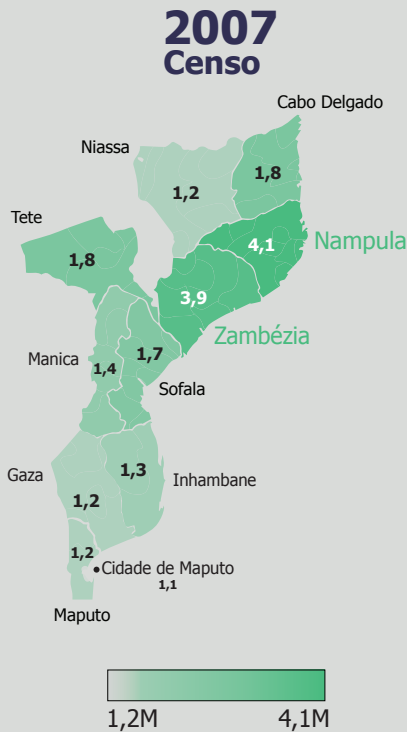 2007
Censo
Cabo Delgado
Niassa
1,8
1,2
Tete
4,1
Nampula
1,8
3,9
Zambézia
Manica
1,7
1,4
Sofala
Gaza
1,3
Inhambane
1,2
1,2
Cidade de Maputo
1,1
Maputo
1,2M
4,1M